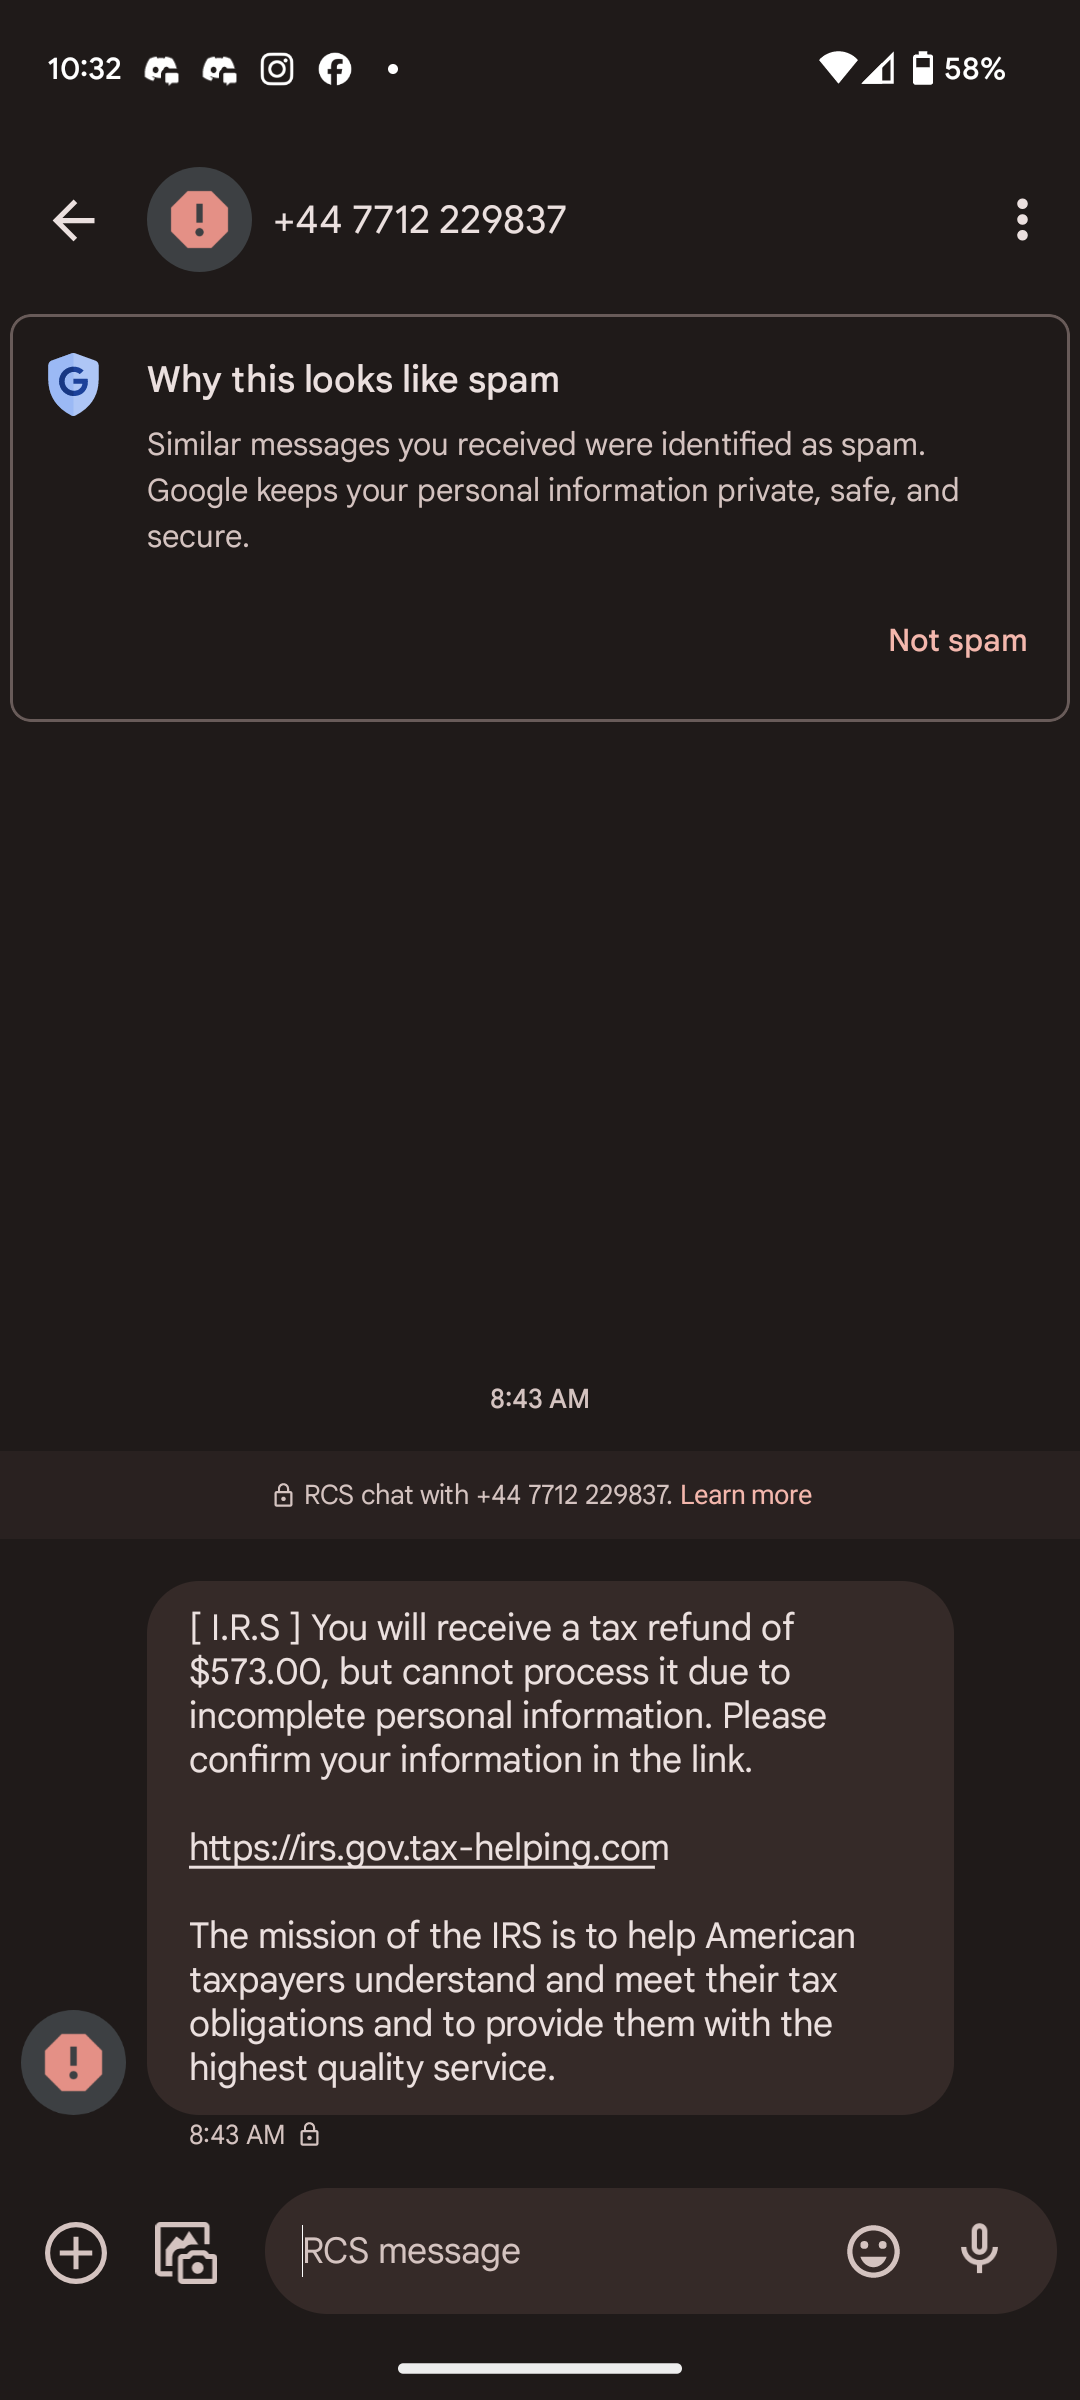 10:32
58%
+44 7712 229837
Why this looks like spam
Similar messages you received were identified as spam.
Google keeps your personal information private, safe, and
secure.
Not spam
8:43 AM
RCS chat with +44 7712 229837. Learn more
[ I.R.S ] You will receive a tax refund of
$573.00, but cannot process it due to
incomplete personal information. Please
confirm your information in the link.
https://irs.gov.tax-helping.com
The mission of the IRS is to help American
taxpayers understand and meet their tax
obligations and to provide them with the
highest quality service.
8:43 AM
RCS message